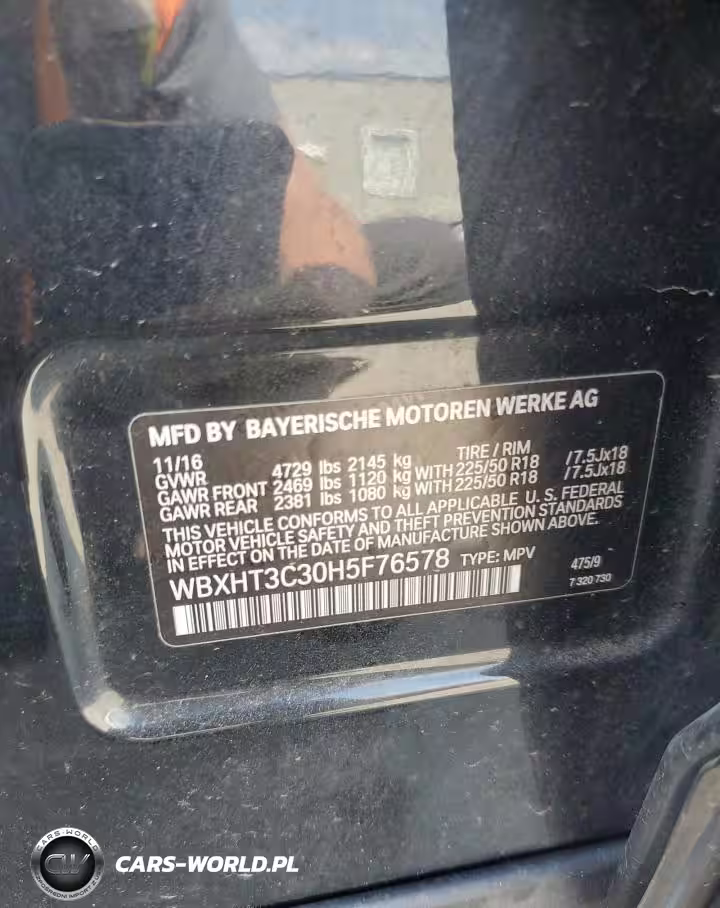 MFD BY BAYERISCHE MOTOREN WERKE AG
11/16 TIRE / RIM
GVWR 4729 lbs 2145 kg
GAWR FRONT 2469 lbs 1120 kg WITH 225/50 R18 /7.5Jx18
GAWR REAR 2381 lbs 1080 kg WITH 225/50 R18 /7.5Jx18
THIS VEHICLE CONFORMS TO ALL APPLICABLE U. S. FEDERAL
MOTOR VEHICLE SAFETY AND THEFT PREVENTION STANDARDS
IN EFFECT ON THE DATE OF MANUFACTURE SHOWN ABOVE.
WBXHT3C30H5F76578 TYPE: MPV 475/9
7 320 730
CARS-WORLD
CW
CARS-WORLD.PL